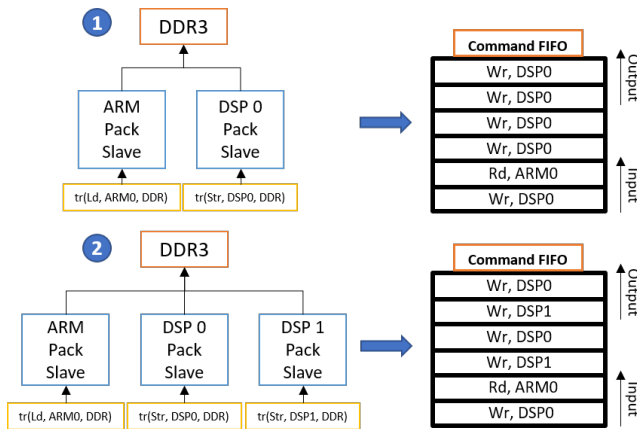 1
DDR3
ARM
Pack
Slave
DSP 0
Pack
Slave
tr(Ld, ARM0, DDR)
tr(Str, DSP0, DDR)
Command FIFO
Wr, DSP0
Wr, DSP0
Wr, DSP0
Wr, DSP0
Rd, ARM0
Wr, DSP0
Output
Input
2
DDR3
ARM
Pack
Slave
DSP 0
Pack
Slave
DSP 1
Pack
Slave
tr(Ld, ARM0, DDR)
tr(Str, DSP0, DDR)
tr(Str, DSP1, DDR)
Command FIFO
Wr, DSP0
Wr, DSP1
Wr, DSP0
Wr, DSP1
Rd, ARM0
Wr, DSP0
Output
Input